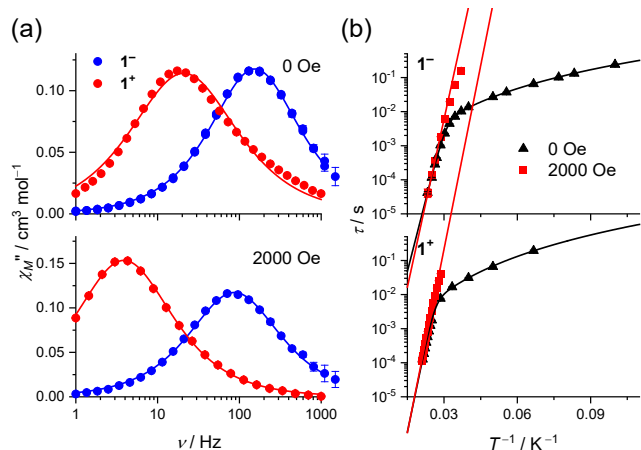 (a)
1⁻
1⁺
0 Oe
0.15
0.10
0.05
0.00
2000 Oe
0.15
0.10
0.05
0.00
1
10
100
1000
χ_M'' / cm³ mol⁻¹
ν / Hz
(b)
1⁻
10⁻¹
10⁻²
10⁻³
10⁻⁴
10⁻⁵
0 Oe
2000 Oe
1⁺
10⁻¹
10⁻²
10⁻³
10⁻⁴
10⁻⁵
τ / s
0.03
0.06
0.09
T⁻¹ / K⁻¹